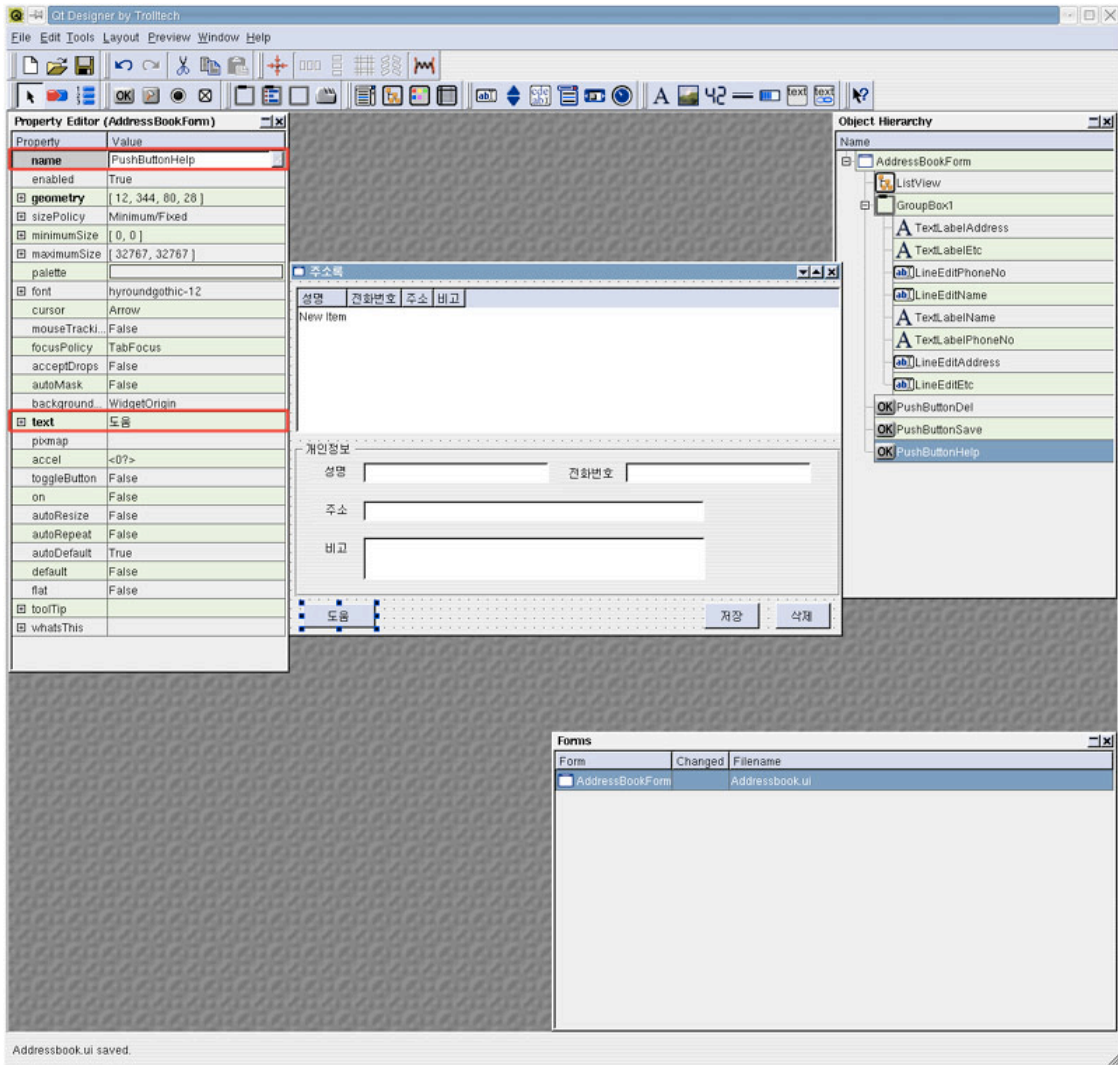 Qt Designer by Trolltech
File Edit Tools Layout Preview Window Help
Property Editor (AddressBookForm)
Property Value
name PushButtonHelp
enabled True
geometry [ 12, 344, 80, 28 ]
sizePolicy Minimum/Fixed
minimumSize [ 0, 0 ]
maximumSize [ 32767, 32767 ]
palette
font hyroundgothic-12
cursor Arrow
mouseTracki... False
focusPolicy TabFocus
acceptDrops False
autoMask False
background... WidgetOrigin
text 도움
pixmap
accel <0?>
toggleButton False
on False
autoResize False
autoRepeat False
autoDefault True
default False
flat False
toolTip
whatsThis
주소록
성명 전화번호 주소 비고
New Item
개인정보
성명 전화번호
주소
비고
도움 저장 삭제
Object Hierarchy
Name
AddressBookForm
ListView
GroupBox1
TextLabelAddress
TextLabelEtc
LineEditPhoneNo
LineEditName
TextLabelName
TextLabelPhoneNo
LineEditAddress
LineEditEtc
PushButtonDel
PushButtonSave
PushButtonHelp
Forms
Form Changed Filename
AddressBookForm Addressbook.ui
Addressbook.ui saved.